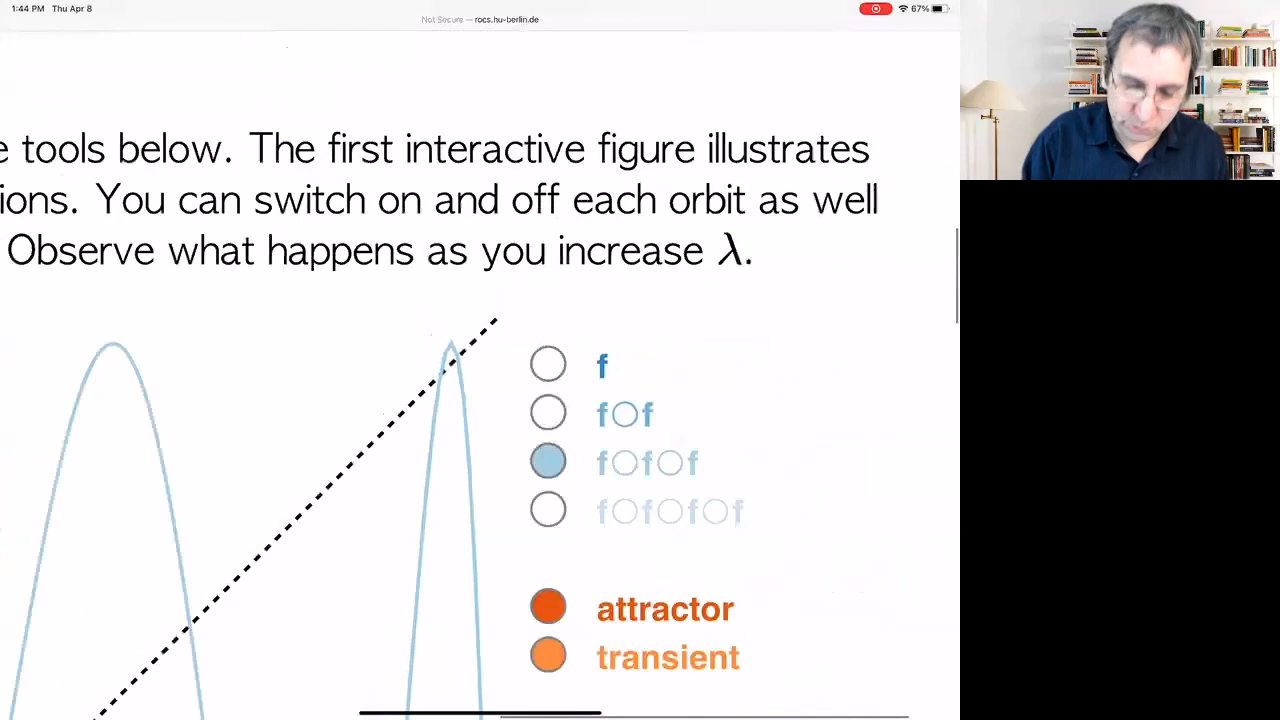 1:44 PM Thu Apr 8
67%
Not Secure — rocs.hu-berlin.de
e tools below. The first interactive figure illustrates
ions. You can switch on and off each orbit as well
Observe what happens as you increase λ.
f
f○f
f○f○f
f○f○f○f
attractor
transient